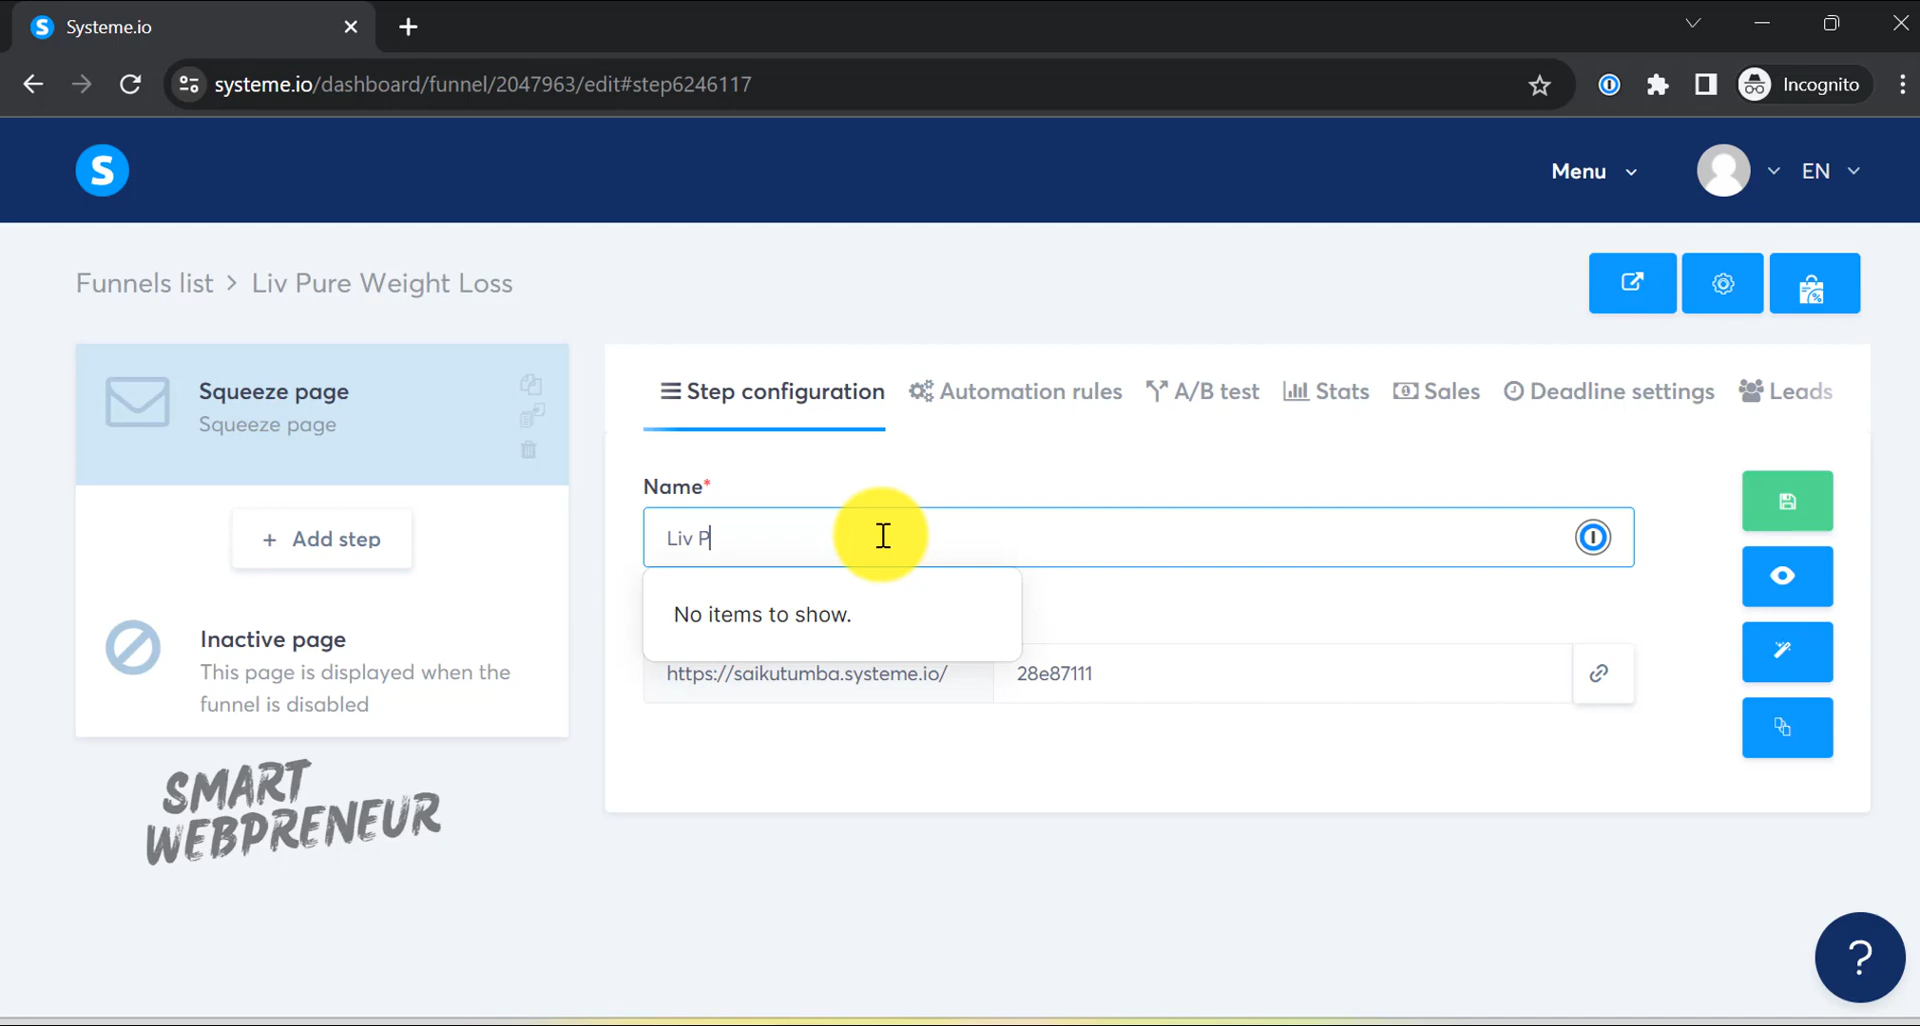 Systeme.io
systeme.io/dashboard/funnel/2047963/edit#step6246117
Incognito
S
Menu
EN
Funnels list > Liv Pure Weight Loss
Squeeze page
Squeeze page
+ Add step
Inactive page
This page is displayed when the
funnel is disabled
Step configuration
Automation rules
A/B test
Stats
Sales
Deadline settings
Leads
Name*
Liv P
No items to show.
https://saikutumba.systeme.io/
28e87111
SMART
WEBPRENEUR
?